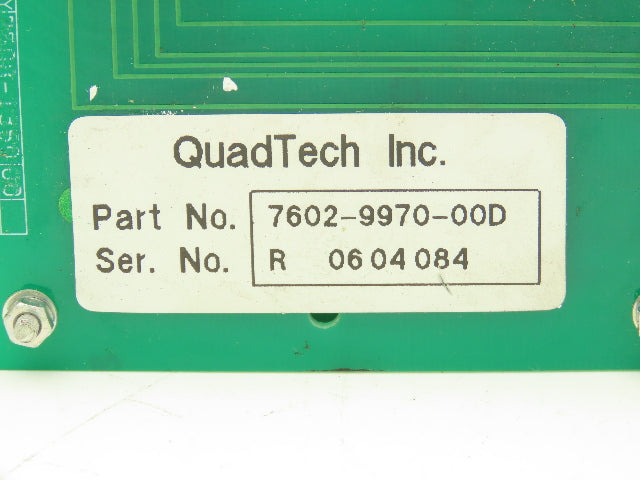 QuadTech Inc.
Part No. 7602-9970-00D
Ser. No. R 0604084